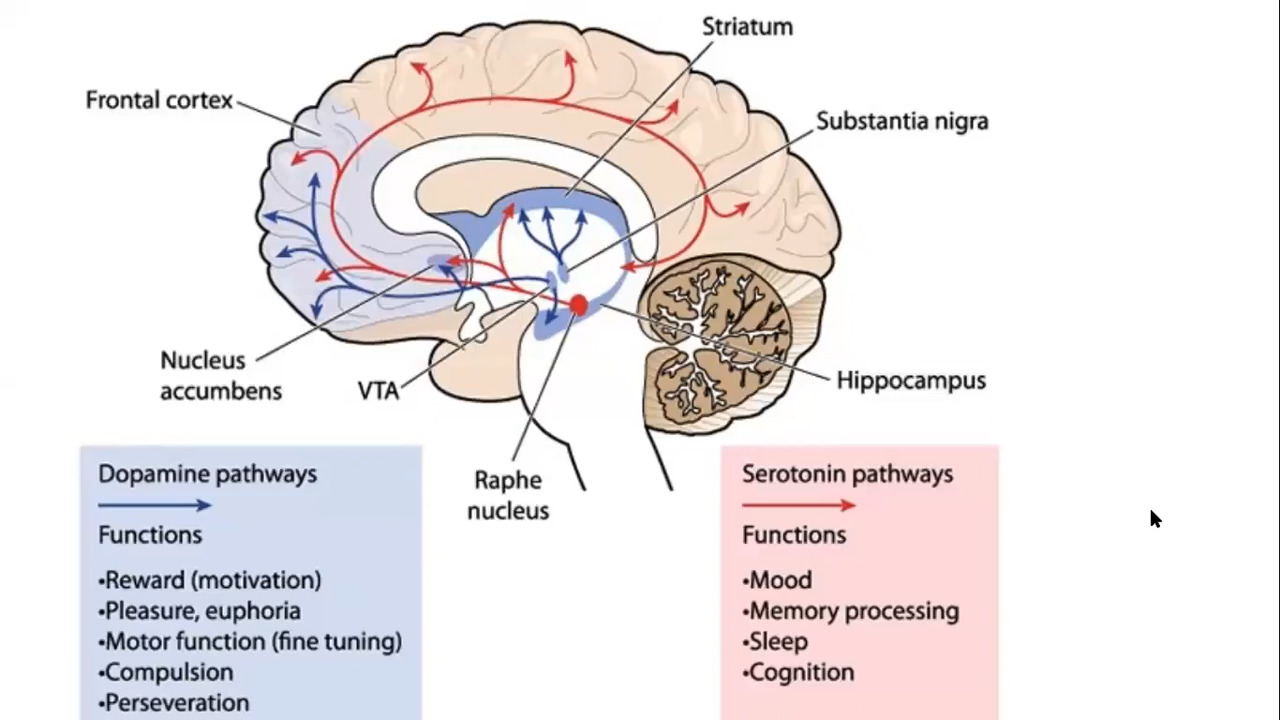 Striatum
Frontal cortex
Substantia nigra
Nucleus
accumbens
VTA
Hippocampus
Raphe
nucleus
Dopamine pathways
Functions
•Reward (motivation)
•Pleasure, euphoria
•Motor function (fine tuning)
•Compulsion
•Perseveration
Serotonin pathways
Functions
•Mood
•Memory processing
•Sleep
•Cognition